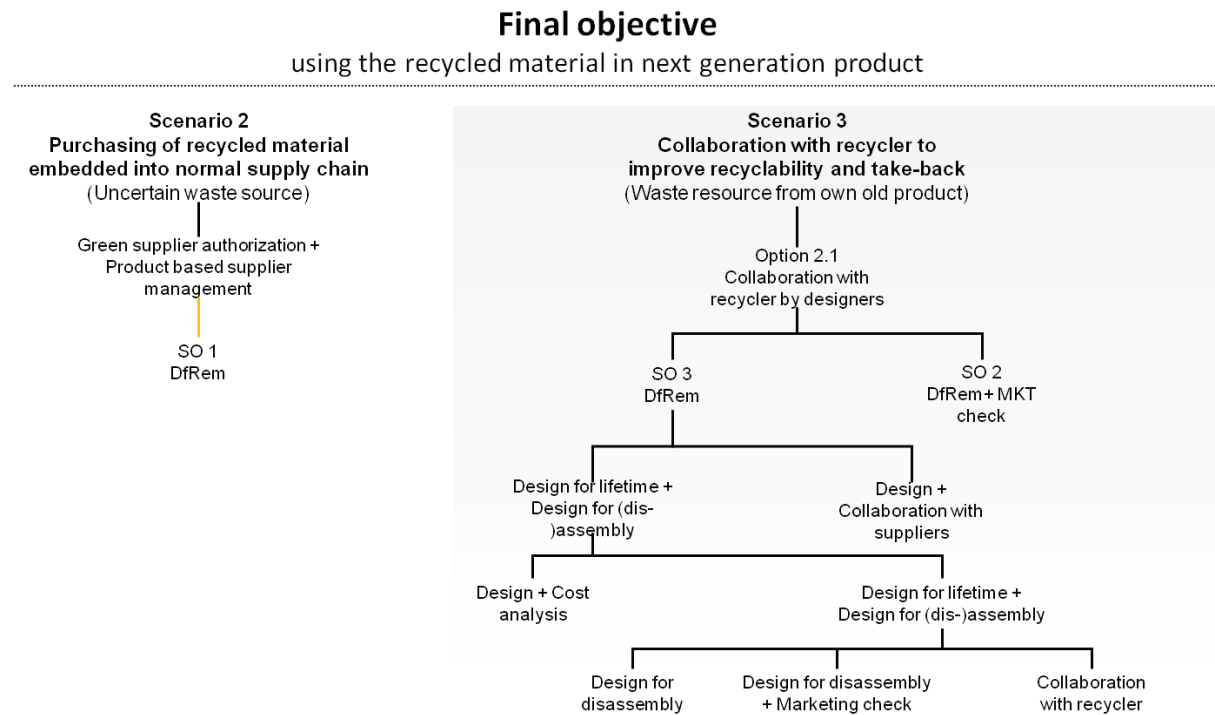 Final objective
using the recycled material in next generation product
Scenario 2
Purchasing of recycled material
embedded into normal supply chain
(Uncertain waste source)
Green supplier authorization +
Product based supplier
management
SO 1
DfRem
Scenario 3
Collaboration with recycler to
improve recyclability and take-back
(Waste resource from own old product)
Option 2.1
Collaboration with
recycler by designers
SO 3
DfRem
SO 2
DfRem + MKT
check
Design for lifetime +
Design for (dis-
)assembly
Design +
Collaboration with
suppliers
Design + Cost
analysis
Design for lifetime +
Design for (dis-)assembly
Design for
disassembly
Design for disassembly
+ Marketing check
Collaboration
with recycler